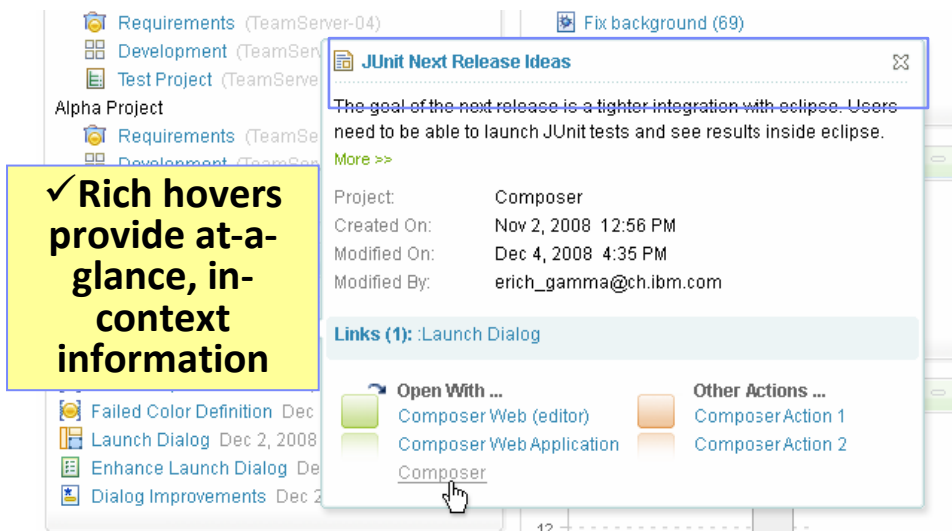 Requirements (TeamServer-04)
Fix background (69)
Development (TeamSer
Test Project (TeamServe
Alpha Project
Requirements (TeamSe
Development (TeamSer
JUnit Next Release Ideas
The goal of the next release is a tighter integration with eclipse. Users
need to be able to launch JUnit tests and see results inside eclipse.
More >>
Project: Composer
Created On: Nov 2, 2008 12:56 PM
Modified On: Dec 4, 2008 4:35 PM
Modified By: erich_gamma@ch.ibm.com
Links (1): :Launch Dialog
Open With ...
Composer Web (editor)
Composer Web Application
Composer
Other Actions ...
Composer Action 1
Composer Action 2
✓Rich hovers
provide at-a-
glance, in-
context
information
Failed Color Definition Dec
Launch Dialog Dec 2, 2008
Enhance Launch Dialog De
Dialog Improvements Dec 2
12